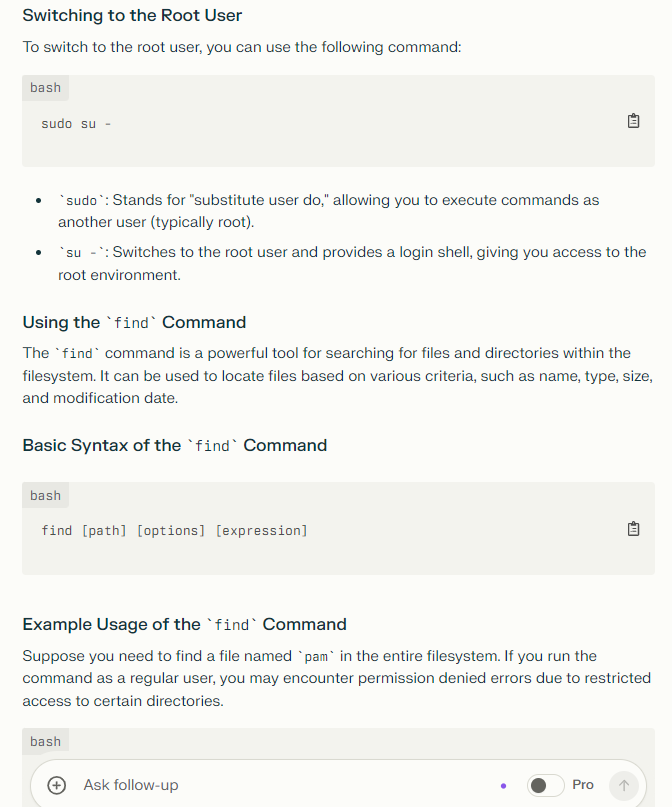 Switching to the Root User
To switch to the root user, you can use the following command:
bash
sudo su -
• `sudo`: Stands for "substitute user do," allowing you to execute commands as
another user (typically root).
• `su -`: Switches to the root user and provides a login shell, giving you access to the
root environment.
Using the `find` Command
The `find` command is a powerful tool for searching for files and directories within the
filesystem. It can be used to locate files based on various criteria, such as name, type, size,
and modification date.
Basic Syntax of the `find` Command
bash
find [path] [options] [expression]
Example Usage of the `find` Command
Suppose you need to find a file named `pam` in the entire filesystem. If you run the
command as a regular user, you may encounter permission denied errors due to restricted
access to certain directories.
bash
Ask follow-up Pro